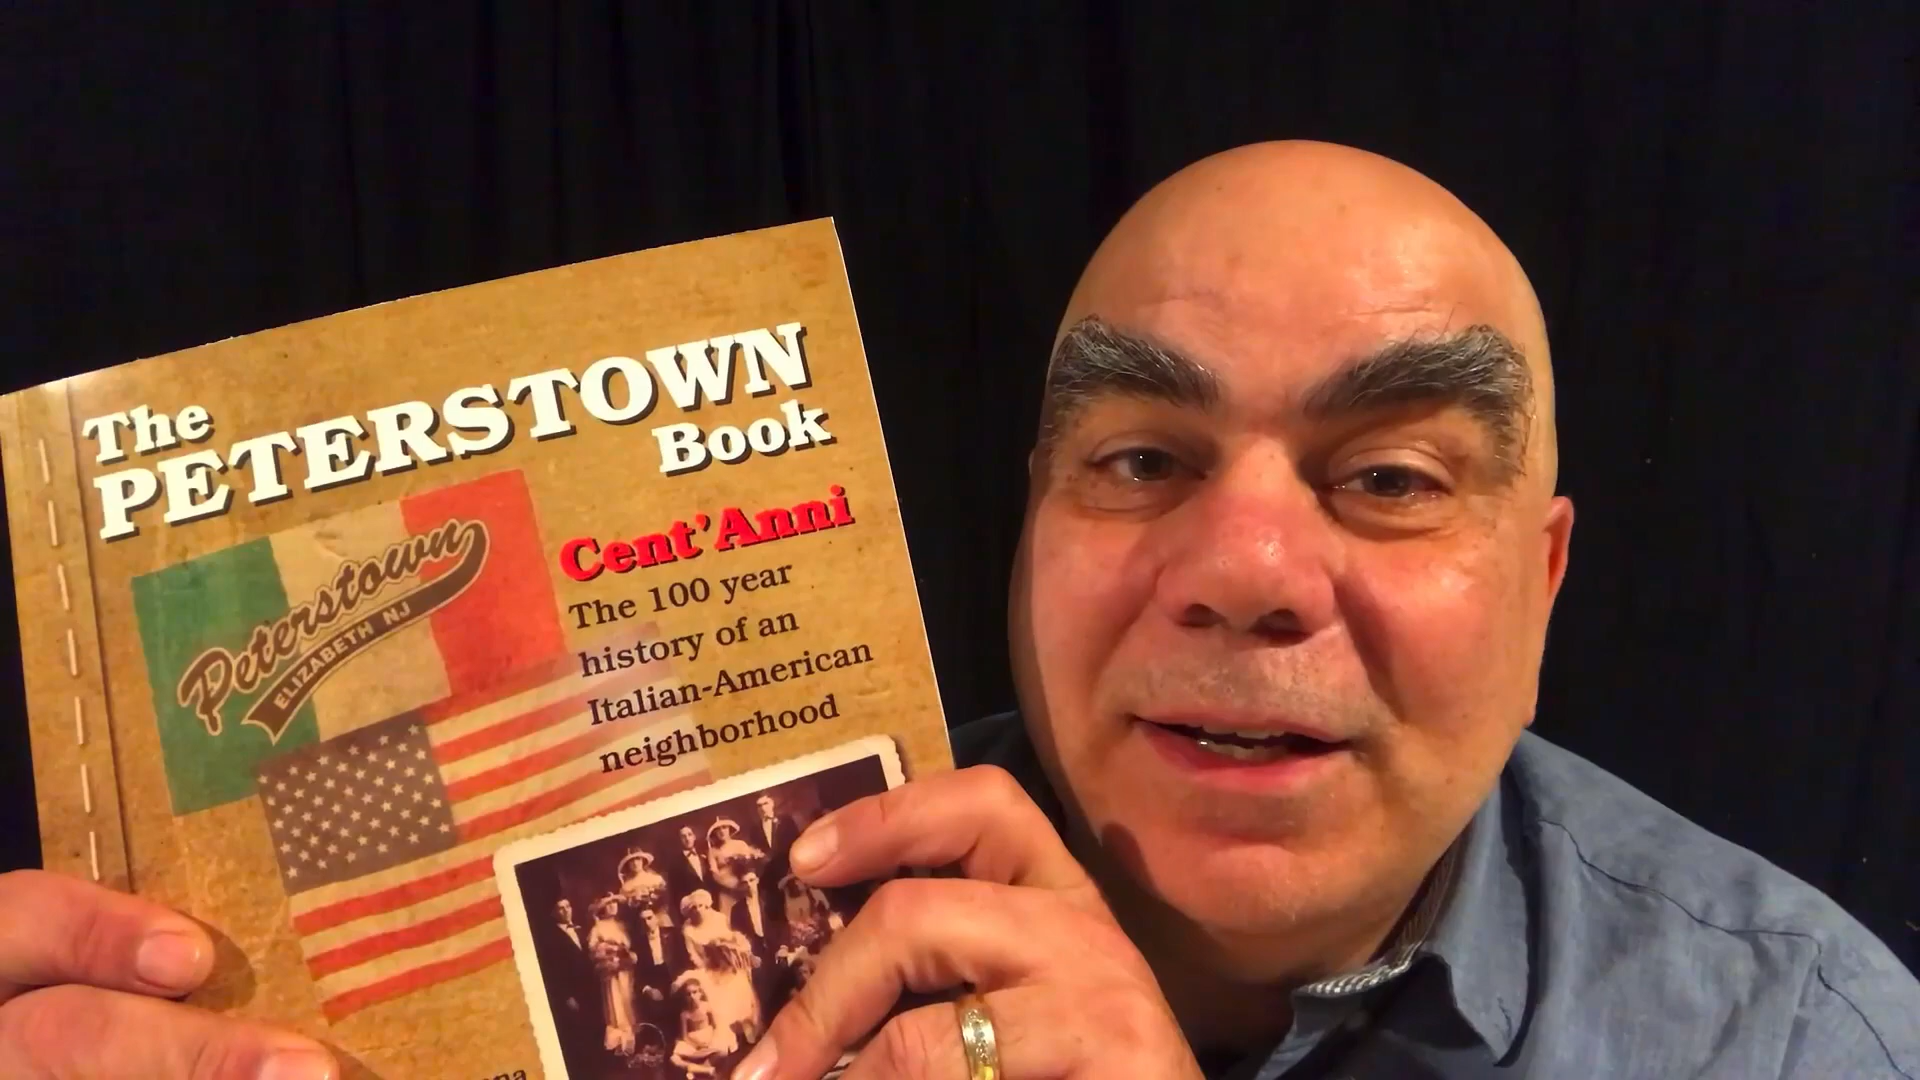 The
PETERSTOWN
Book
Peterstown
ELIZABETH NJ
Cent'Anni
The 100 year
history of an
Italian-American
neighborhood